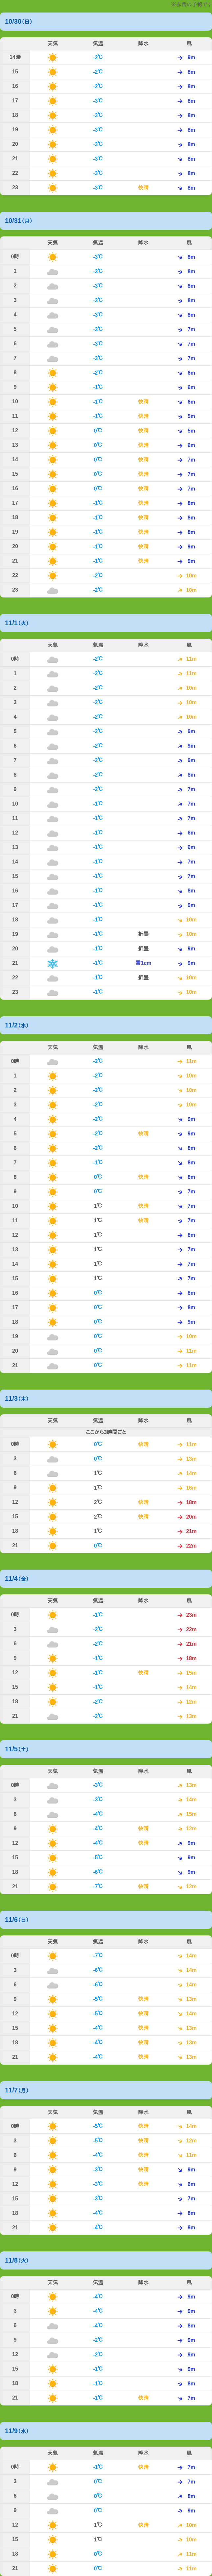 10/30(日)
天気 気温 降水 風
14時 -2℃ 9m
15 -2℃ 8m
16 -2℃ 8m
17 -3℃ 8m
18 -3℃ 8m
19 -3℃ 8m
20 -3℃ 8m
21 -3℃ 8m
22 -3℃ 8m
23 -3℃ 快晴 8m
10/31(月)
天気 気温 降水 風
0時 -3℃ 8m
1 -3℃ 8m
2 -3℃ 8m
3 -3℃ 8m
4 -3℃ 8m
5 -3℃ 7m
6 -3℃ 7m
7 -3℃ 7m
8 -2℃ 6m
9 -1℃ 6m
10 -1℃ 快晴 6m
11 -1℃ 快晴 5m
12 0℃ 快晴 5m
13 0℃ 快晴 6m
14 0℃ 快晴 7m
15 0℃ 快晴 7m
16 0℃ 快晴 7m
17 -1℃ 快晴 8m
18 -1℃ 快晴 8m
19 -1℃ 快晴 8m
20 -1℃ 快晴 9m
21 -1℃ 快晴 9m
22 -2℃ 10m
23 -2℃ 10m
11/1(火)
天気 気温 降水 風
0時 -2℃ 11m
1 -2℃ 11m
2 -2℃ 10m
3 -2℃ 10m
4 -2℃ 10m
5 -2℃ 9m
6 -2℃ 9m
7 -2℃ 9m
8 -2℃ 8m
9 -2℃ 7m
10 -1℃ 7m
11 -1℃ 7m
12 -1℃ 6m
13 -1℃ 6m
14 -1℃ 7m
15 -1℃ 7m
16 -1℃ 8m
17 -1℃ 9m
18 -1℃ 10m
19 -1℃ 折曇 10m
20 -1℃ 折曇 9m
21 -1℃ 雪1cm 9m
22 -1℃ 折曇 10m
23 -1℃ 10m
11/2(水)
天気 気温 降水 風
0時 -2℃ 11m
1 -2℃ 10m
2 -2℃ 10m
3 -2℃ 10m
4 -2℃ 9m
5 -2℃ 快晴 9m
6 -2℃ 8m
7 -1℃ 8m
8 0℃ 快晴 8m
9 0℃ 7m
10 1℃ 快晴 7m
11 1℃ 快晴 7m
12 1℃ 8m
13 1℃ 7m
14 1℃ 7m
15 1℃ 7m
16 0℃ 8m
17 0℃ 8m
18 0℃ 9m
19 0℃ 10m
20 0℃ 11m
21 0℃ 11m
11/3(木)
天気 気温 降水 風
ここから3時間ごと
0時 0℃ 快晴 11m
3 0℃ 13m
6 1℃ 14m
9 1℃ 16m
12 2℃ 快晴 18m
15 2℃ 快晴 20m
18 1℃ 21m
21 0℃ 22m
11/4(金)
天気 気温 降水 風
0時 -1℃ 23m
3 -2℃ 22m
6 -2℃ 21m
9 -1℃ 18m
12 -1℃ 快晴 15m
15 -1℃ 14m
18 -2℃ 12m
21 -2℃ 13m
11/5(土)
天気 気温 降水 風
0時 -3℃ 13m
3 -3℃ 14m
6 -4℃ 15m
9 -4℃ 快晴 12m
12 -4℃ 快晴 9m
15 -5℃ 9m
18 -6℃ 9m
21 -7℃ 快晴 12m
11/6(日)
天気 気温 降水 風
0時 -7℃ 14m
3 -6℃ 14m
6 -6℃ 14m
9 -5℃ 快晴 13m
12 -5℃ 快晴 14m
15 -4℃ 快晴 13m
18 -4℃ 快晴 13m
21 -4℃ 快晴 13m
11/7(月)
天気 気温 降水 風
0時 -5℃ 快晴 14m
3 -5℃ 快晴 12m
6 -4℃ 快晴 11m
9 -3℃ 快晴 9m
12 -3℃ 快晴 6m
15 -3℃ 7m
18 -4℃ 8m
21 -4℃ 8m
11/8(火)
天気 気温 降水 風
0時 -4℃ 9m
3 -4℃ 9m
6 -4℃ 8m
9 -2℃ 9m
12 -2℃ 9m
15 -1℃ 9m
18 -1℃ 8m
21 -1℃ 快晴 7m
11/9(水)
天気 気温 降水 風
0時 -1℃ 快晴 7m
3 0℃ 7m
6 0℃ 8m
9 0℃ 9m
12 1℃ 快晴 10m
15 1℃ 10m
18 0℃ 11m
21 0℃ 11m